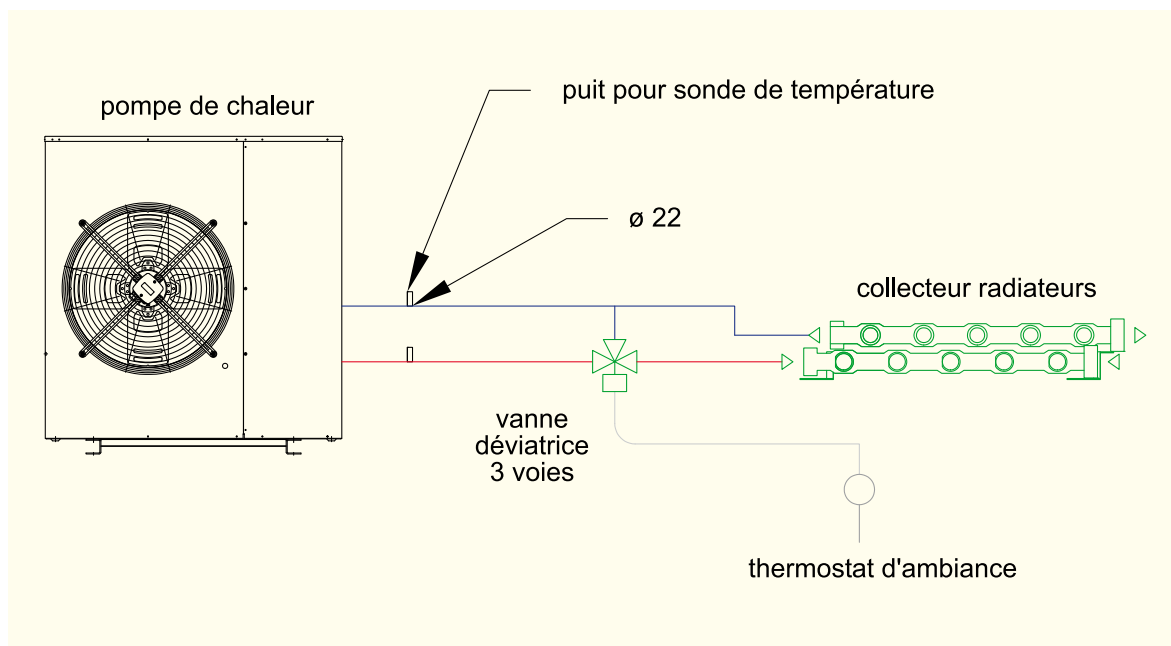 puit pour sonde de température
pompe de chaleur
ø 22
collecteur radiateurs
vanne
déviatrice
3 voies
thermostat d'ambiance